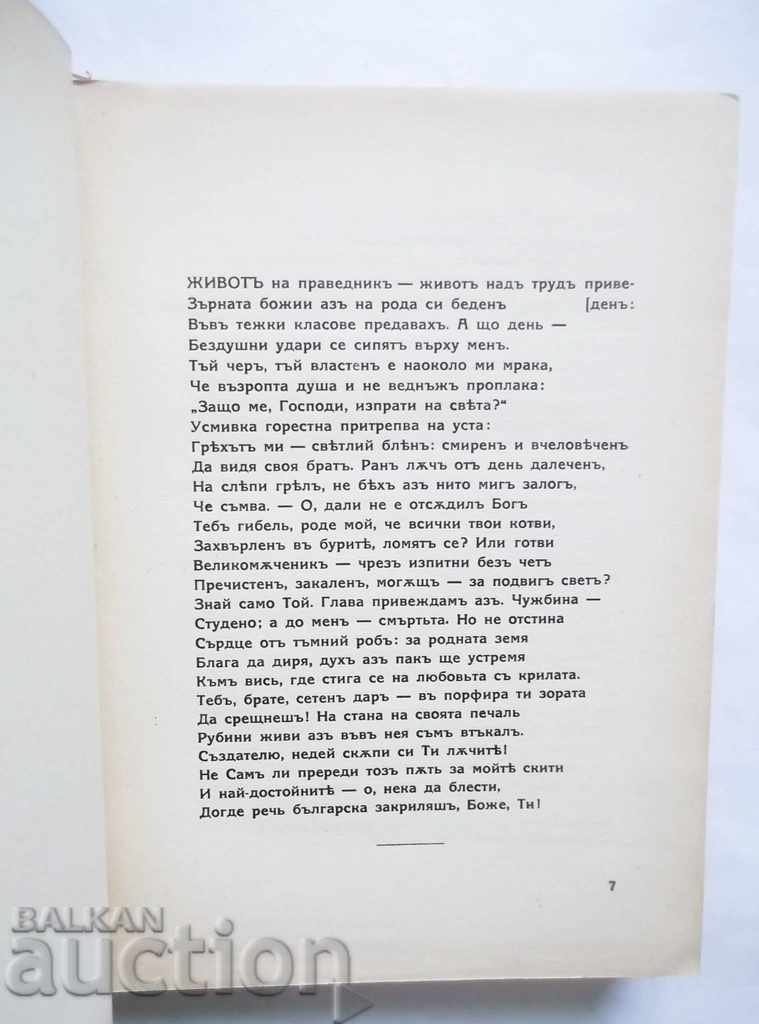 ЖИВОТЪ на праведникъ — животъ надъ трудъ приве-
Зърната божии азъ на рода си беденъ [денъ:
Въвъ тежки класове предавахъ. А що день —
Бездушни удари се сипятъ върху менъ.
Тъй черъ, тъй властенъ е наоколо ми мрака,
Че възропта душа и не веднъжъ проплака:
„Защо ме, Господи, изпрати на свѣта?“
Усмивка горестна притрепва на уста:
Грѣхътъ ми — свѣтлий блѣнъ: смиренъ и вчеловѣченъ
Да видя своя братъ. Ранъ лѫчъ отъ день далеченъ,
На слѣпи грѣлъ, не бѣхъ азъ нито мигъ залогъ,
Че съмва. — О, дали не е отсѫдилъ Богъ
Тебъ гибель, роде мой, че всички твои котви,
Захвърленъ въ буритѣ, ломятъ се? Или готви
Великомѫченикъ — чрезъ изпитни безъ четъ
Пречистенъ, закаленъ, могѫщъ — за подвигъ светъ?
Знай само Той. Глава привеждамъ азъ. Чужбина —
Студено; а до менъ — смъртьта. Но не отстина
Сърдце отъ тъмний робъ: за родната земя
Блага да диря, духъ азъ пакъ ще устремя
Къмъ вись, где стига се на любовьта съ крилата.
Тебъ, брате, сетенъ даръ — въ порфира ти зората
Да срещнешъ! На стана на своята печаль
Рубини живи азъ въвъ нея съмъ втъкалъ.
Създателю, недей скѫпи си Ти лѫчитѣ!
Не Самъ ли преreди тозъ пѫть за мойтѣ скити
И най-достойнитѣ — о, нека да блести,
Догде речь българска закриляшъ, Боже, Ти!
7
BALKAN
auction